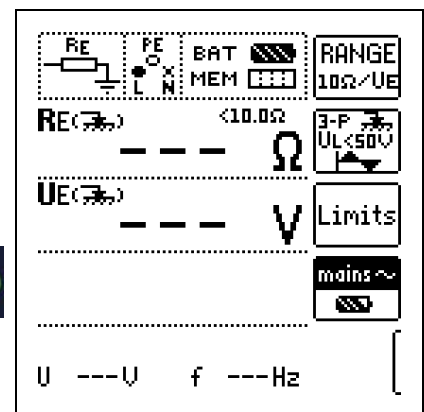 RE
PE
L N
BAT
MEM
RANGE
10Ω/UE
RE( ) <10.0Ω
--- Ω
3-P
UL<50V
UE( )
--- V
Limits
mains~
U ---V f ---Hz